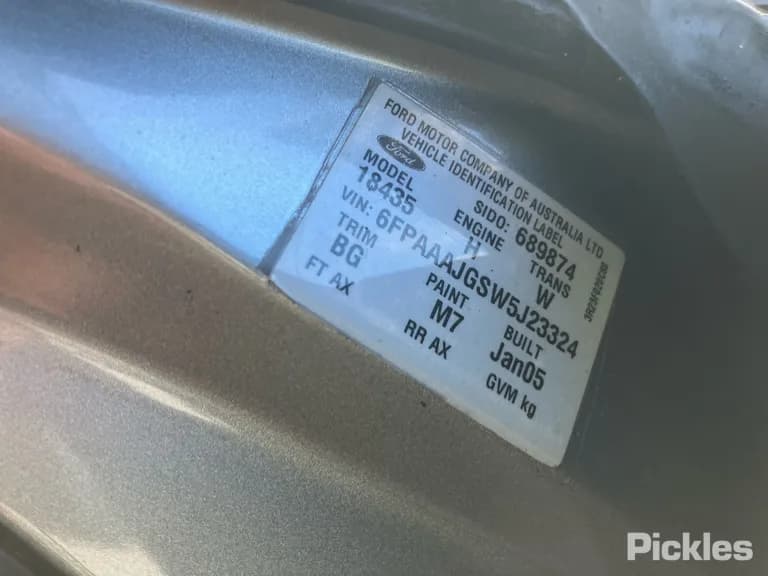 FORD MOTOR COMPANY OF AUSTRALIA LTD
VEHICLE IDENTIFICATION LABEL
Ford
SIDO: 689874
MODEL ENGINE TRANS
18435 H W
VIN: 6FPAAAJGSW5J23324
TRIM PAINT BUILT
BG M7 Jan05
FT AX RR AX GVM kg
Pickles